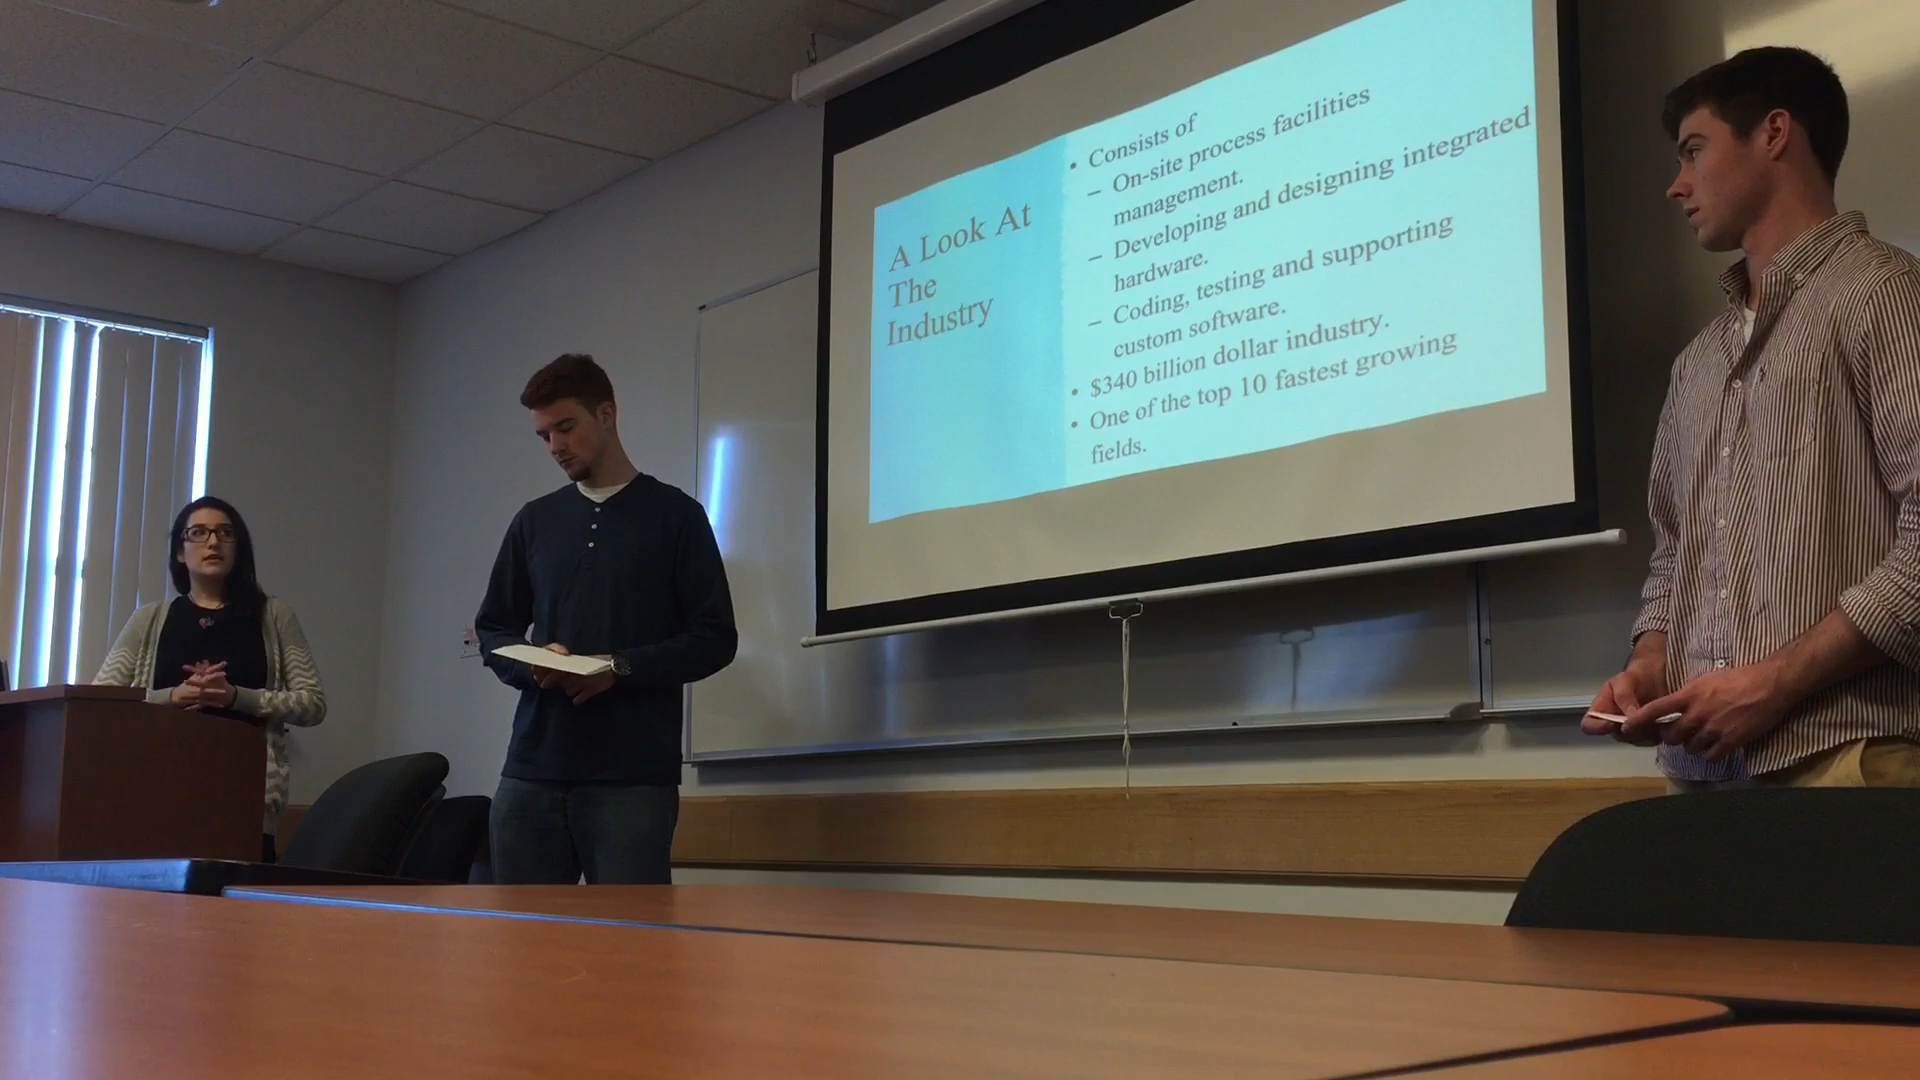 A Look At
The
Industry
• Consists of
– On-site process facilities
management.
– Developing and designing integrated
hardware.
– Coding, testing and supporting
custom software.
• $340 billion dollar industry.
• One of the top 10 fastest growing
fields.